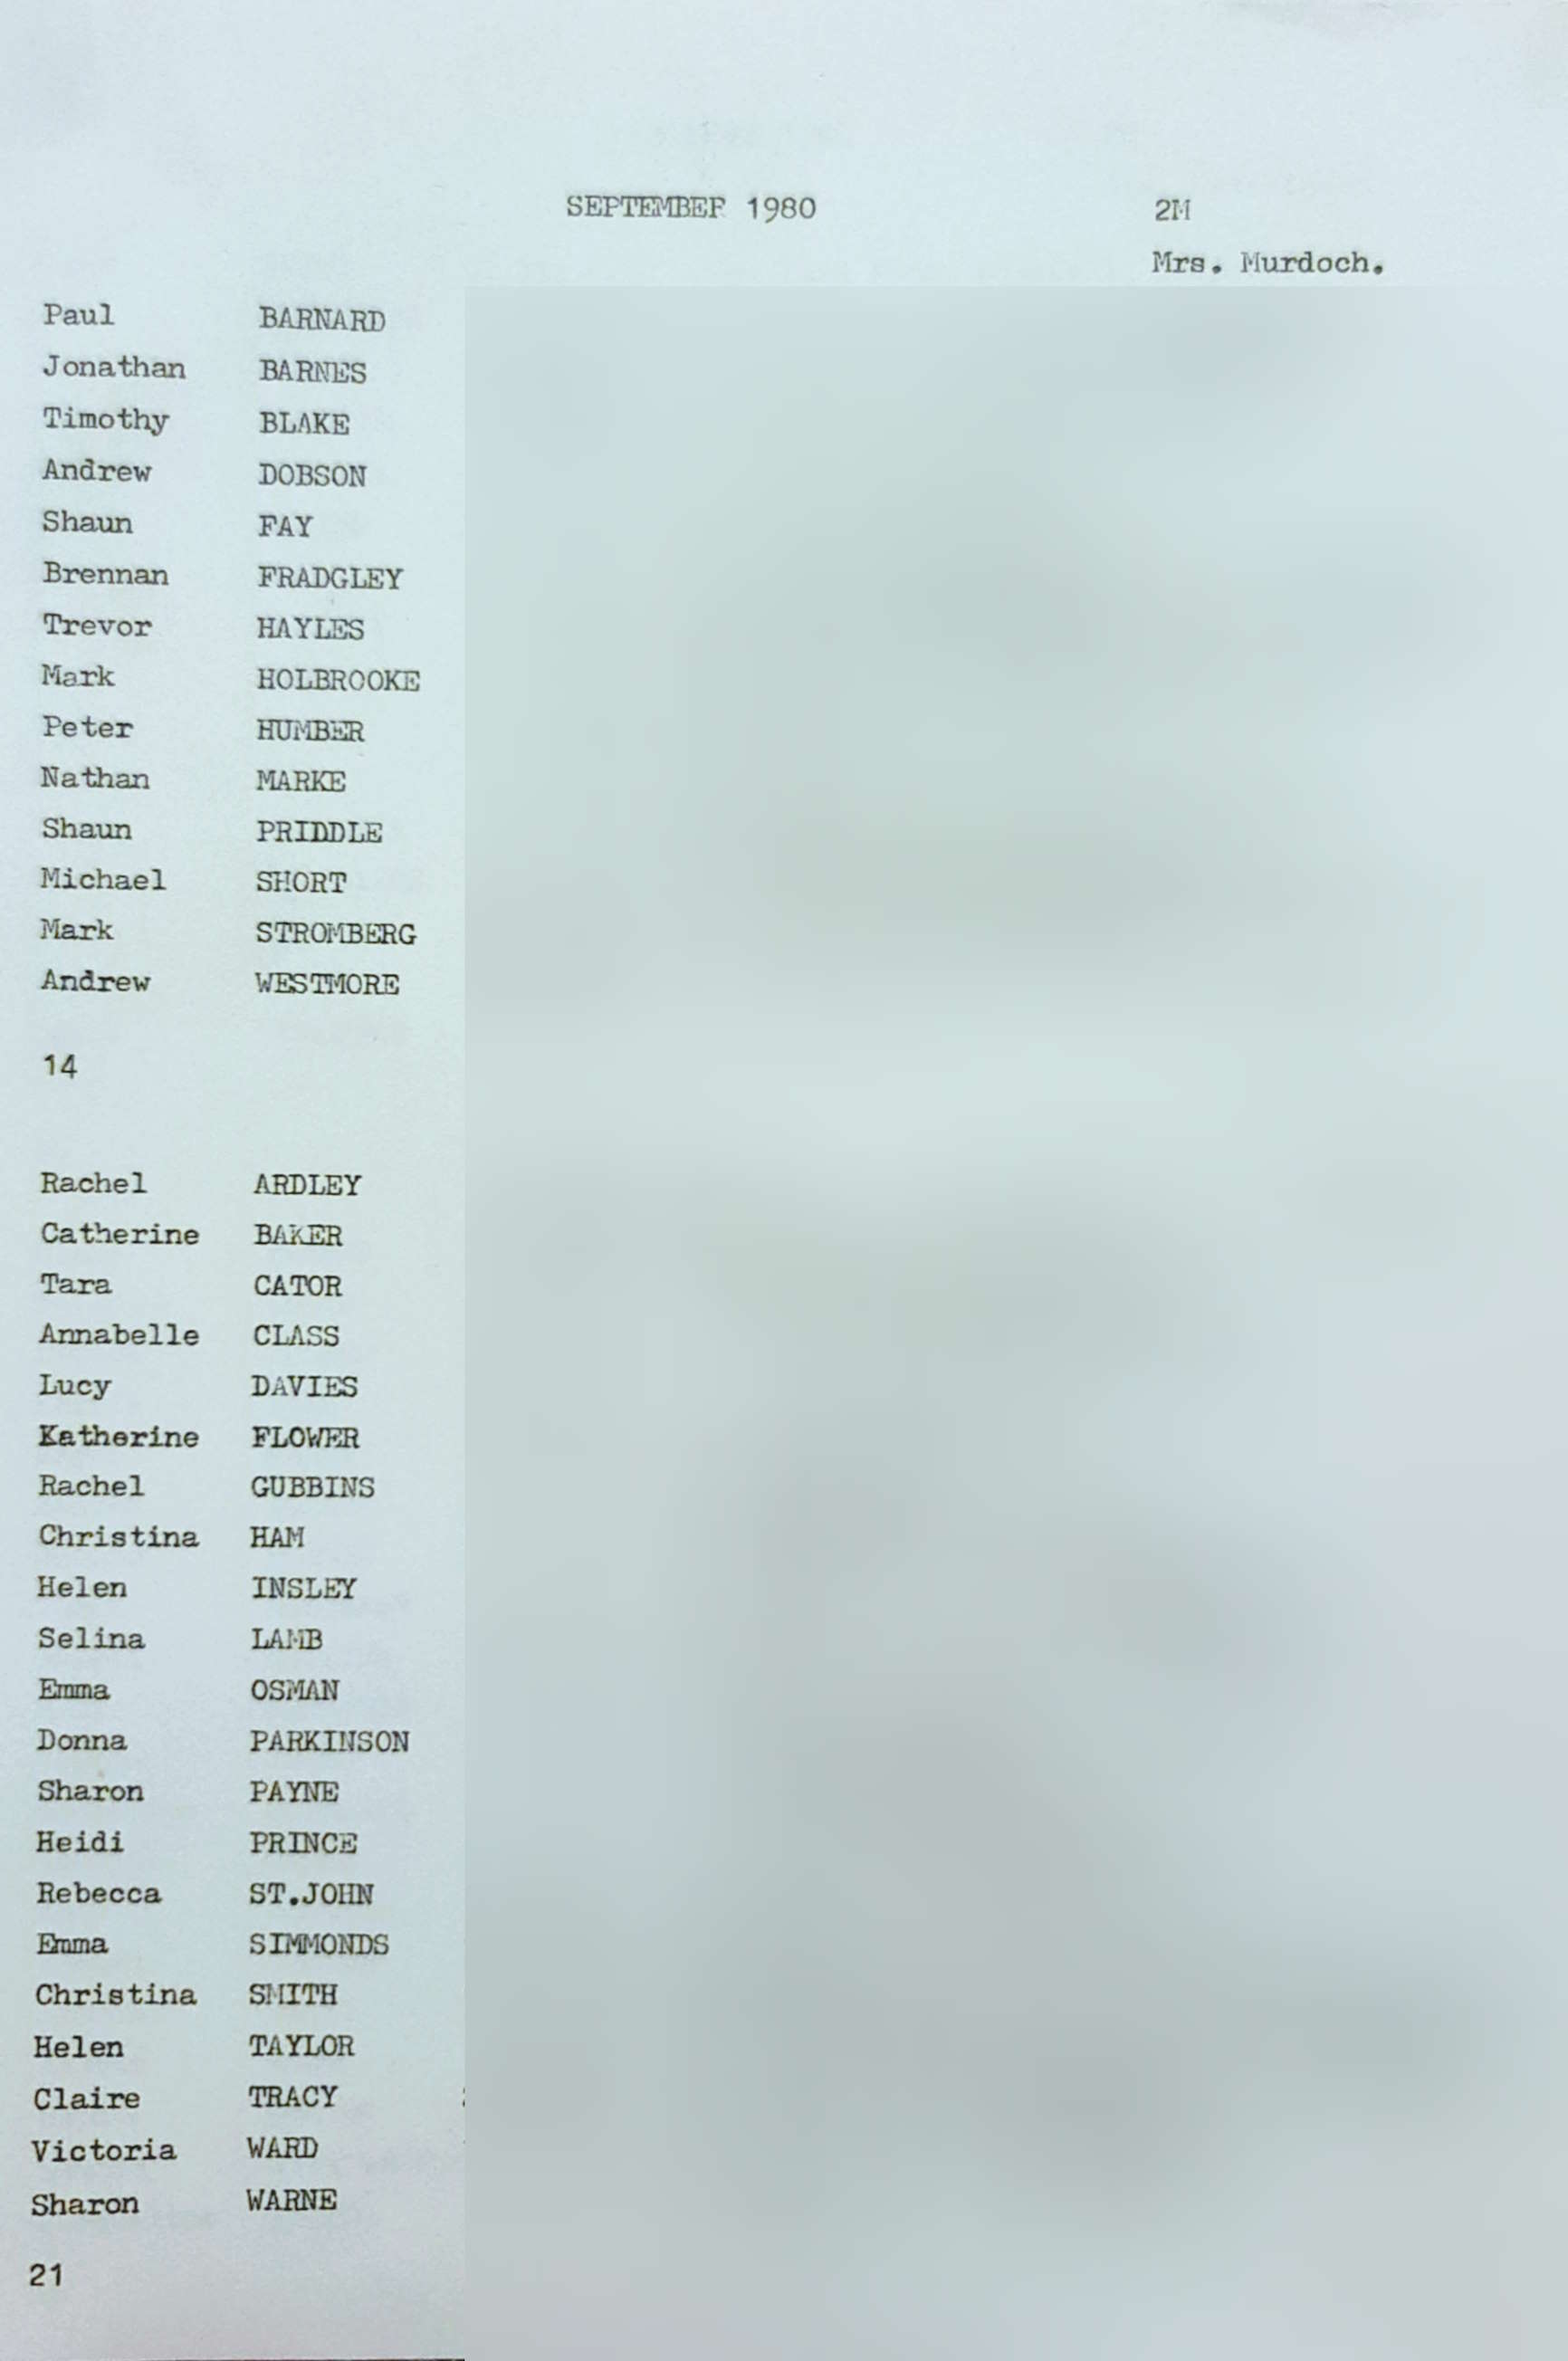 SEPTEMBER 1980 2M
Mrs. Murdoch.
Paul BARNARD
Jonathan BARNES
Timothy BLAKE
Andrew DOBSON
Shaun FAY
Brennan FRADGLEY
Trevor HAYLES
Mark HOLBROOKE
Peter HUMBER
Nathan MARKE
Shaun PRIDDLE
Michael SHORT
Mark STROMBERG
Andrew WESTMORE
14
Rachel ARDLEY
Catherine BAKER
Tara CATOR
Annabelle CLASS
Lucy DAVIES
Katherine FLOWER
Rachel GUBBINS
Christina HAM
Helen INSLEY
Selina LAMB
Emma OSMAN
Donna PARKINSON
Sharon PAYNE
Heidi PRINCE
Rebecca ST.JOHN
Emma SIMMONDS
Christina SMITH
Helen TAYLOR
Claire TRACY
Victoria WARD
Sharon WARNE
21